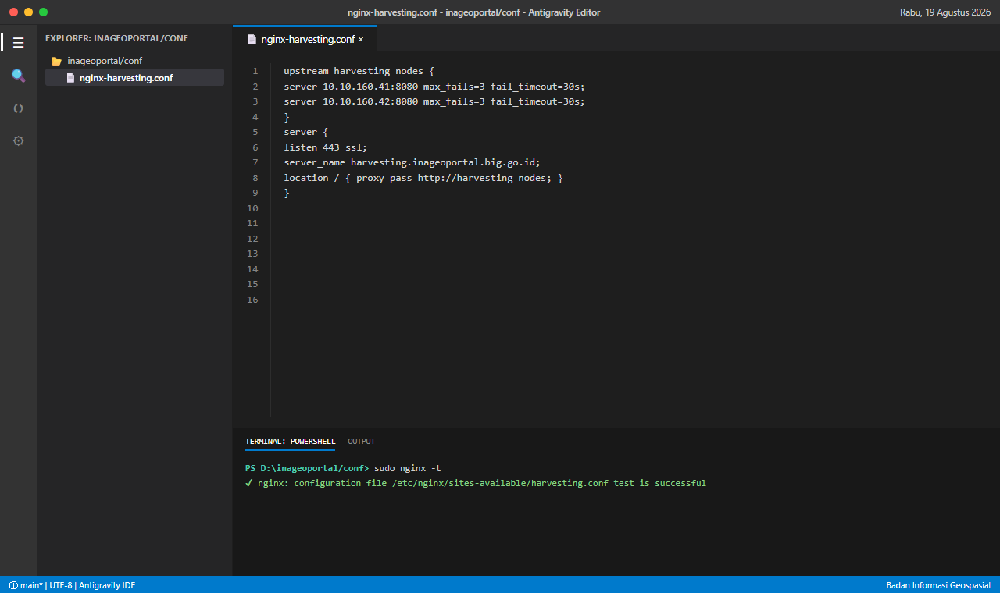 nginx-harvesting.conf - inageoportal/conf - Antigravity Editor
Rabu, 19 Agustus 2026
EXPLORER: INAGEOPORTAL/CONF
inageoportal/conf
nginx-harvesting.conf
nginx-harvesting.conf ×
1 upstream harvesting_nodes {
2 server 10.10.160.41:8080 max_fails=3 fail_timeout=30s;
3 server 10.10.160.42:8080 max_fails=3 fail_timeout=30s;
4 }
5 server {
6 listen 443 ssl;
7 server_name harvesting.inageoportal.big.go.id;
8 location / { proxy_pass http://harvesting_nodes; }
9 }
10
11
12
13
14
15
16
TERMINAL: POWERSHELL OUTPUT
PS D:\inageoportal/conf> sudo nginx -t
✓ nginx: configuration file /etc/nginx/sites-available/harvesting.conf test is successful
ⓘ main* | UTF-8 | Antigravity IDE
Badan Informasi Geospasial